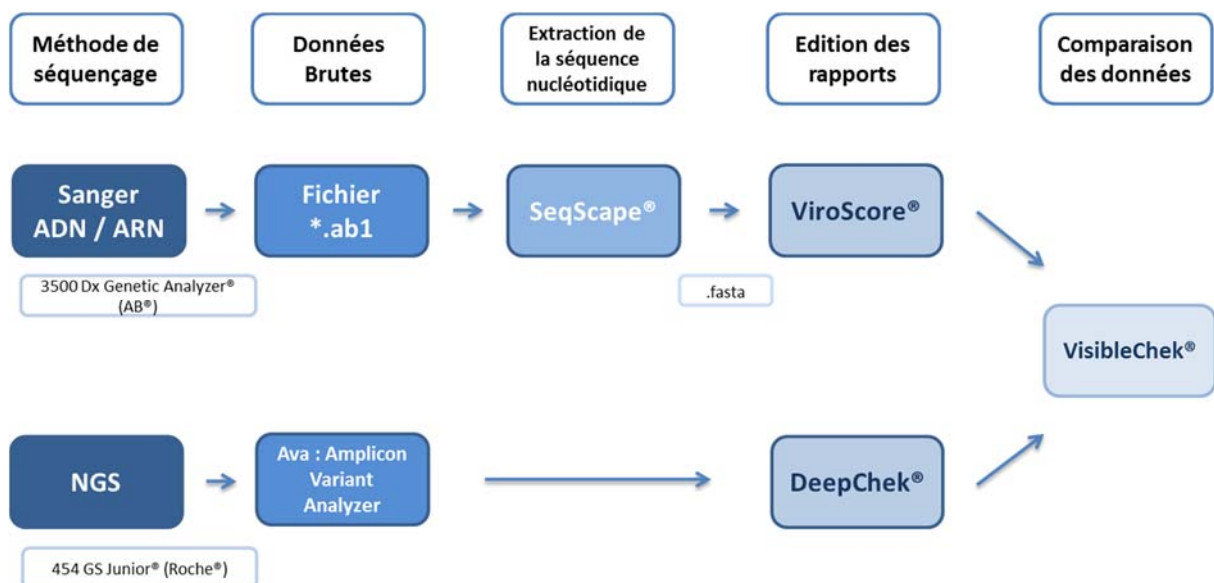 Méthode de
séquençage
Données
Brutes
Extraction de
la séquence
nucléotidique
Edition des
rapports
Comparaison
des données
Sanger
ADN / ARN
Fichier
*.ab1
SeqScape®
ViroScore®
3500 Dx Genetic Analyzer®
(AB®)
.fasta
VisibleChek®
NGS
Ava : Amplicon
Variant
Analyzer
DeepChek®
454 GS Junior® (Roche®)